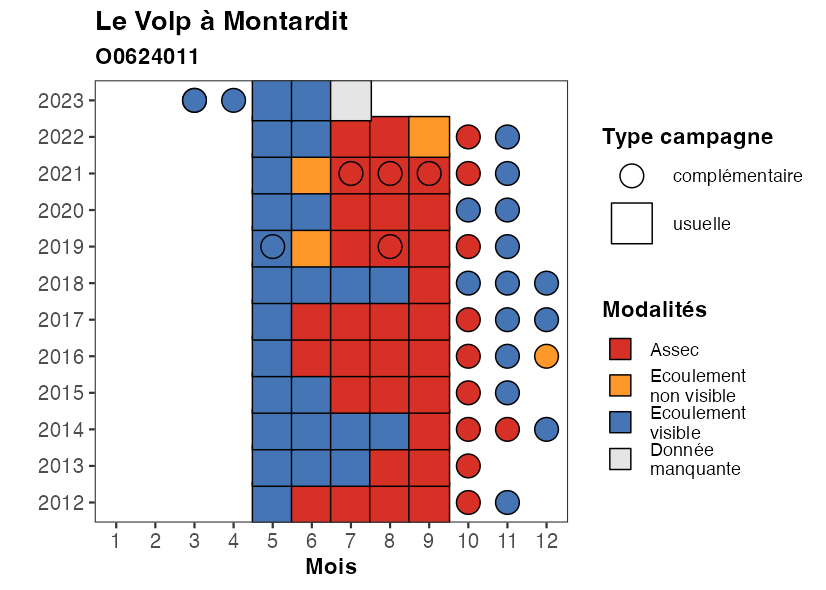 Le Volp à Montardit
O0624011
2023
2022
2021
2020
2019
2018
2017
2016
2015
2014
2013
2012
1 2 3 4 5 6 7 8 9 10 11 12
Mois
Type campagne
complémentaire
usuelle
Modalités
Assec
Ecoulement
non visible
Ecoulement
visible
Donnée
manquante